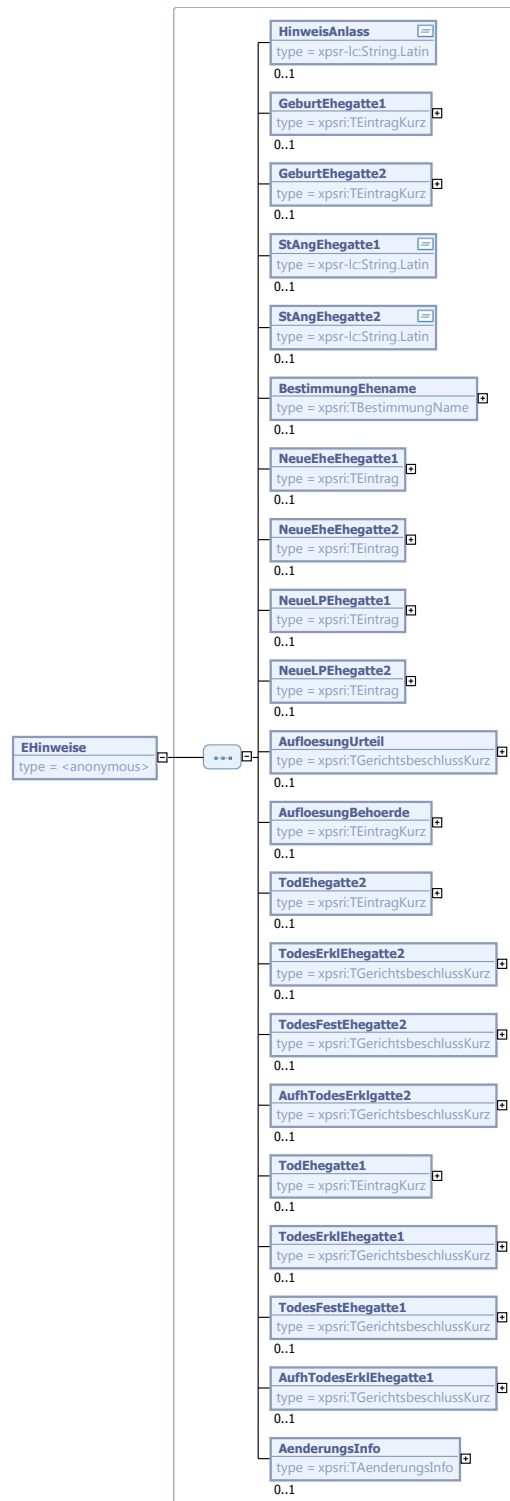 HinweisAnlass
type = xpsr-lc:String.Latin
0..1
GeburtEhegatte1
type = xpsri:TEintragKurz
0..1
GeburtEhegatte2
type = xpsri:TEintragKurz
0..1
StAngEhegatte1
type = xpsr-lc:String.Latin
0..1
StAngEhegatte2
type = xpsr-lc:String.Latin
0..1
BestimmungEhename
type = xpsri:TBestimmungName
0..1
NeueEheEhegatte1
type = xpsri:TEintrag
0..1
NeueEheEhegatte2
type = xpsri:TEintrag
0..1
NeueLPEhegatte1
type = xpsri:TEintrag
0..1
NeueLPEhegatte2
type = xpsri:TEintrag
0..1
EHinweise
type = <anonymous>
AufloesungUrteil
type = xpsri:TGerichtsbeschlussKurz
0..1
AufloesungBehoerde
type = xpsri:TEintragKurz
0..1
TodEhegatte2
type = xpsri:TEintragKurz
0..1
TodesErklEhegatte2
type = xpsri:TGerichtsbeschlussKurz
0..1
TodesFestEhegatte2
type = xpsri:TGerichtsbeschlussKurz
0..1
AufhTodesErklgatte2
type = xpsri:TGerichtsbeschlussKurz
0..1
TodEhegatte1
type = xpsri:TEintragKurz
0..1
TodesErklEhegatte1
type = xpsri:TGerichtsbeschlussKurz
0..1
TodesFestEhegatte1
type = xpsri:TGerichtsbeschlussKurz
0..1
AufhTodesErklEhegatte1
type = xpsri:TGerichtsbeschlussKurz
0..1
AenderungsInfo
type = xpsri:TAenderungsInfo
0..1